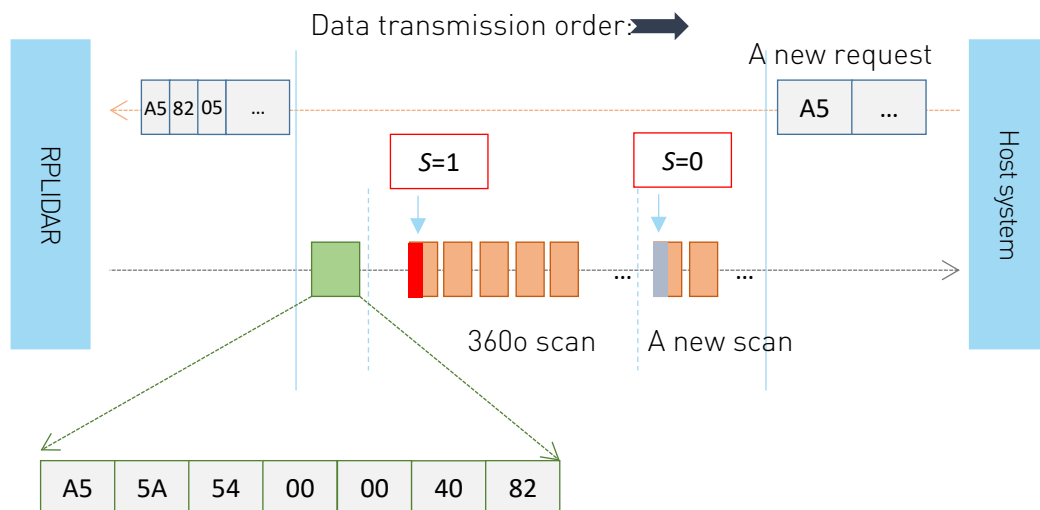 Data transmission order:
A new request
A5 82 05 ...
A5 ...
RPLIDAR
Host system
S=1
S=0
... ...
360o scan
A new scan
A5 5A 54 00 00 40 82